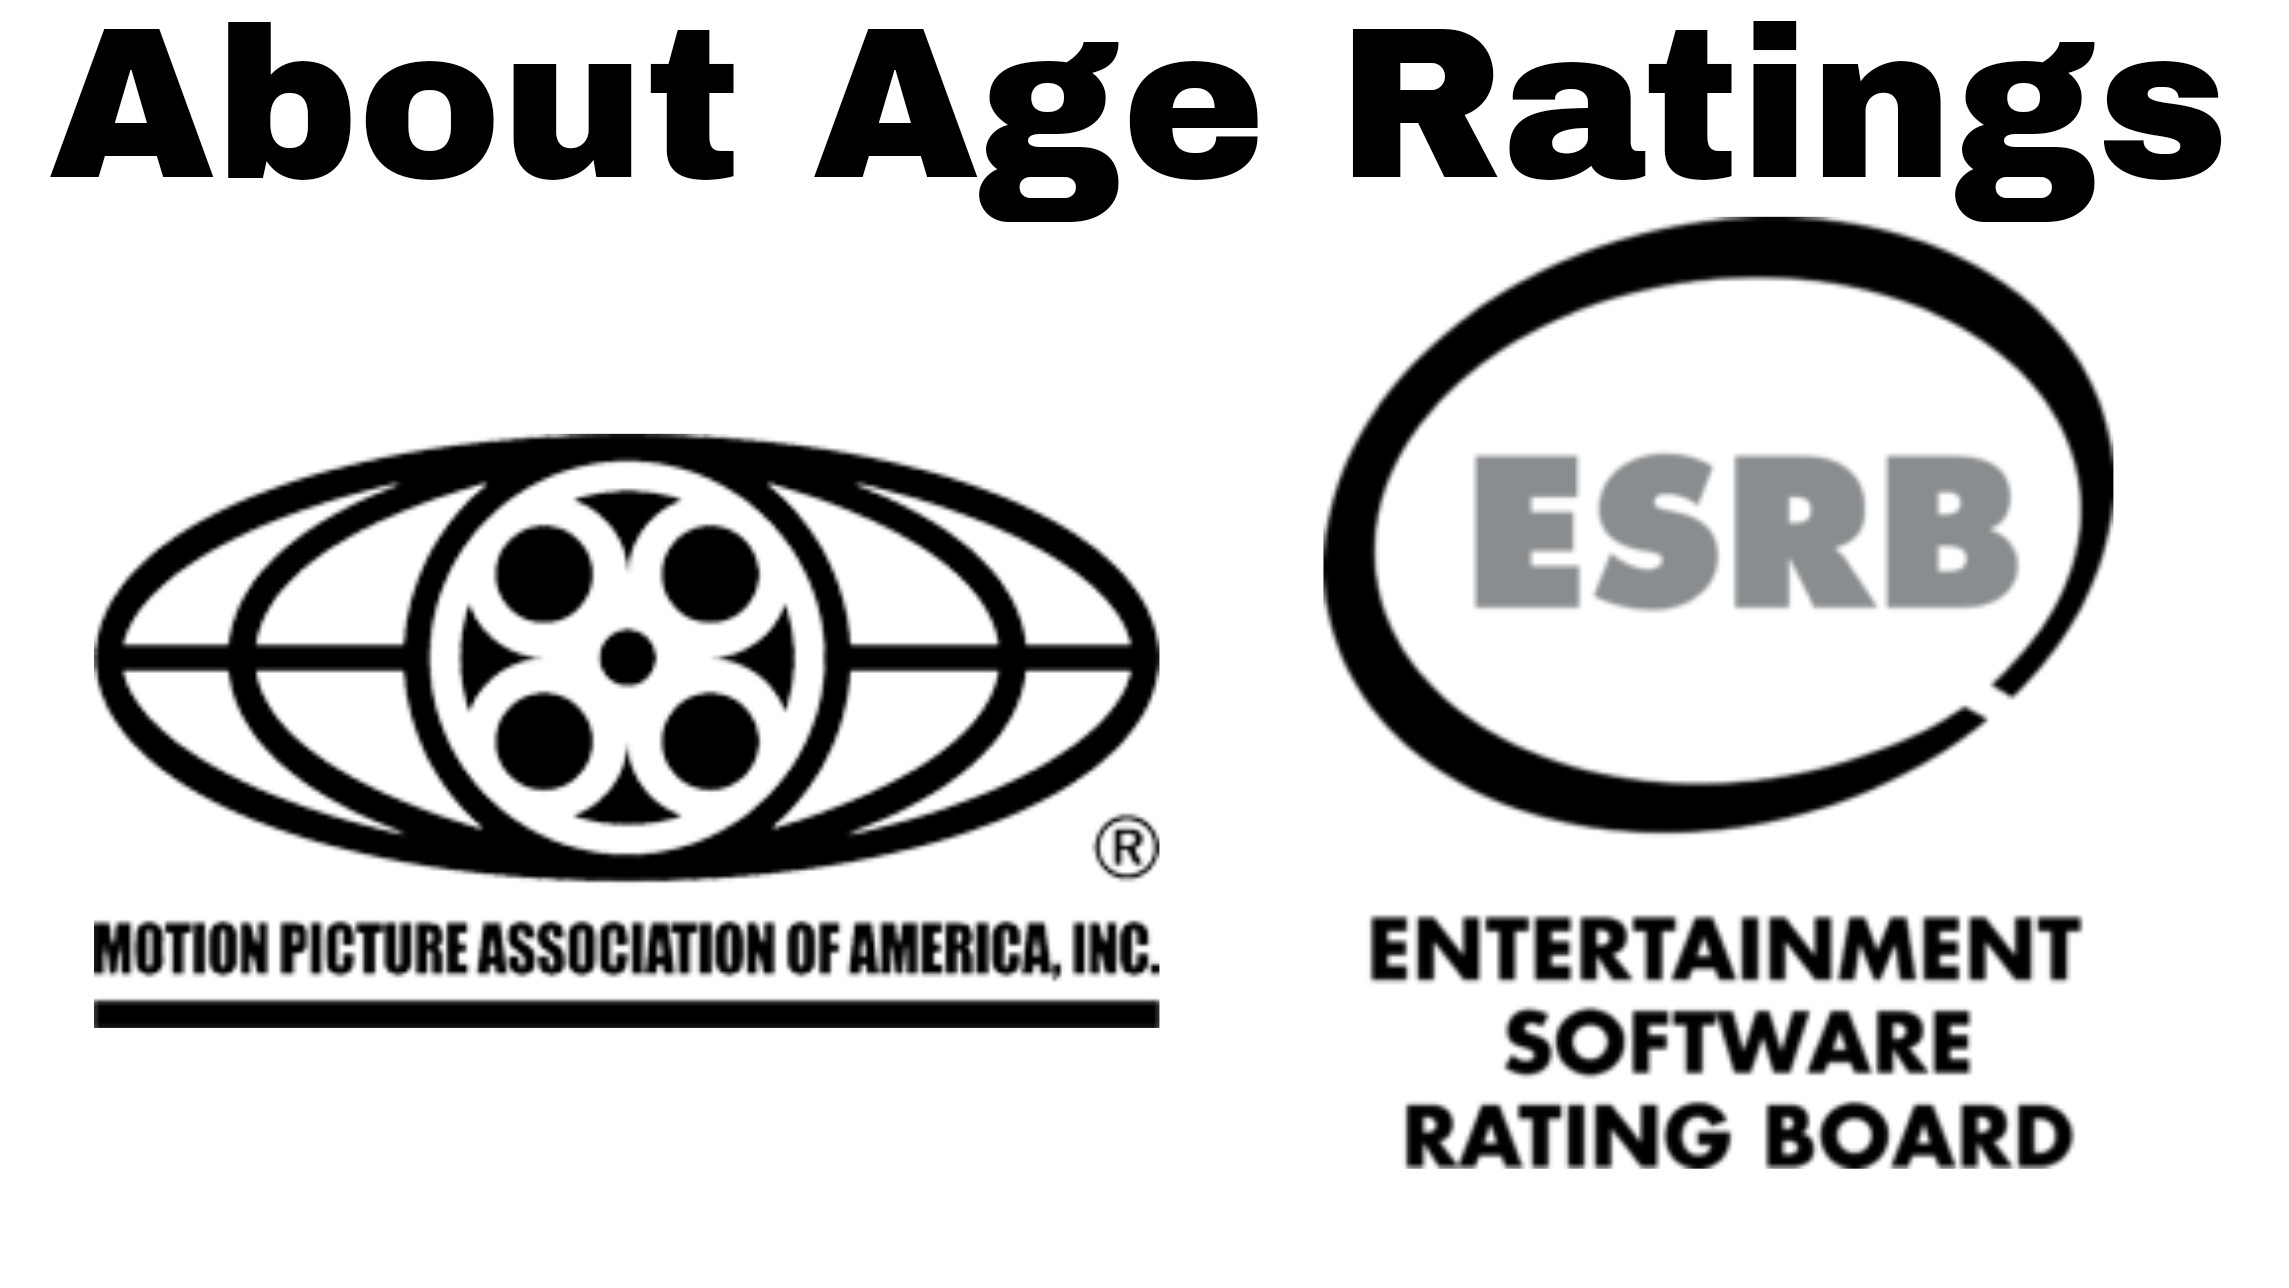 About Age Ratings
ESRB
®
MOTION PICTURE ASSOCIATION OF AMERICA, INC.
ENTERTAINMENT
SOFTWARE
RATING BOARD